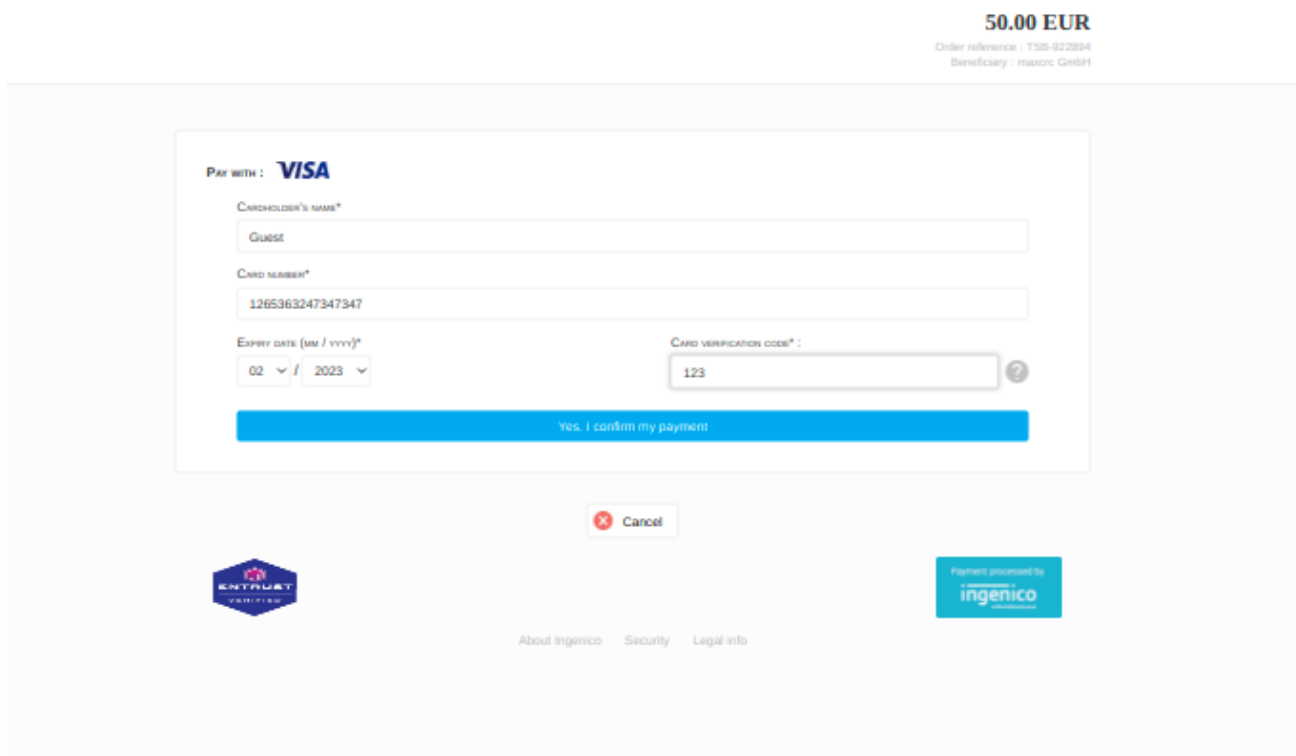 50.00 EUR
Order reference : TSB-922894
Beneficiary : maxcrc GmbH
PAY WITH : VISA
CARDHOLDER'S NAME*
Guest
CARD NUMBER*
1265363247347347
EXPIRY DATE (MM / YYYY)*
CARD VERIFICATION CODE* :
02 / 2023
123
?
Yes, I confirm my payment
Cancel
ENTRUST
VERIFIED
Payment processed by
ingenico
About Ingenico Security Legal info